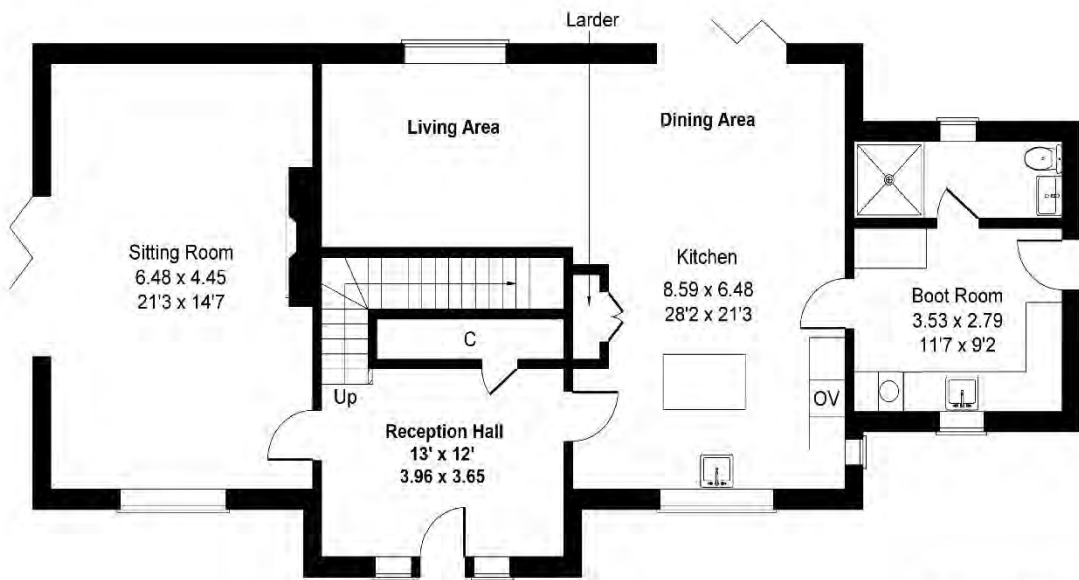 Larder
Living Area
Dining Area
Sitting Room
6.48 x 4.45
21'3 x 14'7
Kitchen
8.59 x 6.48
28'2 x 21'3
Boot Room
3.53 x 2.79
11'7 x 9'2
C
Up
OV
Reception Hall
13' x 12'
3.96 x 3.65